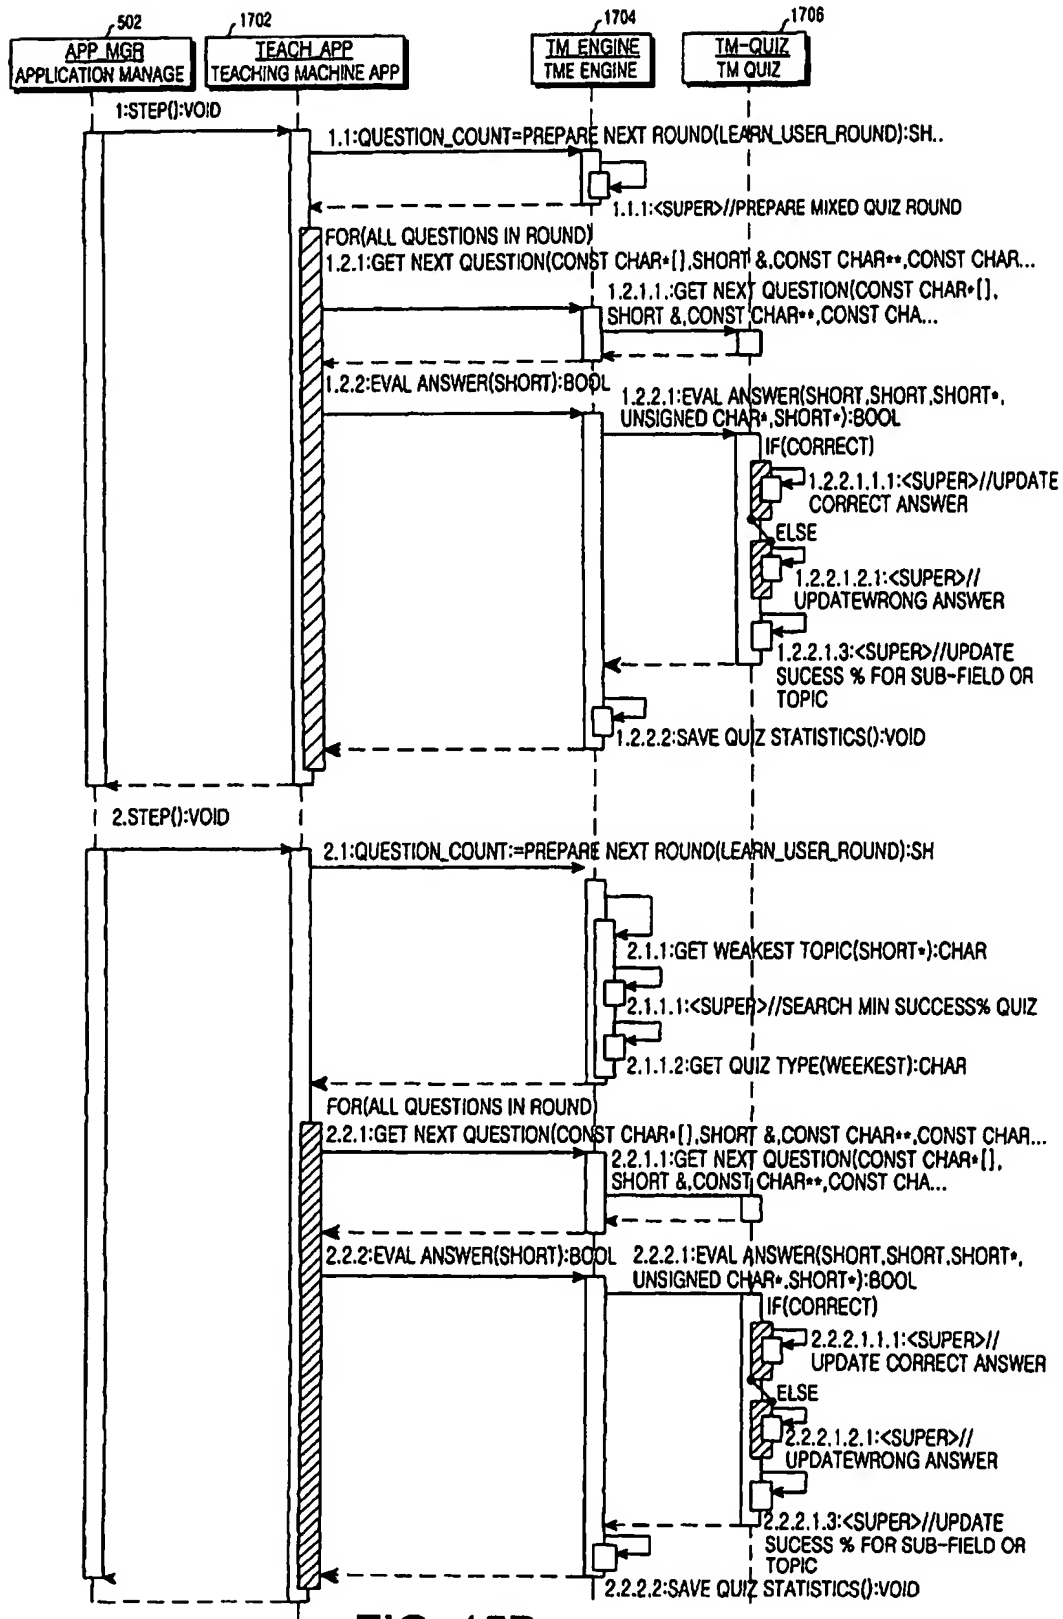 502
1702
1704
1706
APP_MGR
APPLICATION MANAGE
TEACH_APP
TEACHING MACHINE APP
TM_ENGINE
TME ENGINE
TM-QUIZ
TM QUIZ
1:STEP():VOID
1.1:QUESTION_COUNT=PREPARE NEXT ROUND(LEARN_USER_ROUND):SH..
1.1.1:<SUPER>//PREPARE MIXED QUIZ ROUND
FOR(ALL QUESTIONS IN ROUND)
1.2.1:GET NEXT QUESTION(CONST CHAR*[],SHORT &,CONST CHAR**,CONST CHAR...
1.2.1.1.:GET NEXT QUESTION(CONST CHAR*[],
SHORT &,CONST CHAR**,CONST CHA...
1.2.2:EVAL ANSWER(SHORT):BOOL
1.2.2.1:EVAL ANSWER(SHORT,SHORT,SHORT*,
UNSIGNED CHAR*,SHORT*):BOOL
IF(CORRECT)
1.2.2.1.1.1:<SUPER>//UPDATE
CORRECT ANSWER
ELSE
1.2.2.1.2.1:<SUPER>//
UPDATEWRONG ANSWER
1.2.2.1.3:<SUPER>//UPDATE
SUCESS % FOR SUB-FIELD OR
TOPIC
1.2.2.2:SAVE QUIZ STATISTICS():VOID
2.STEP():VOID
2.1:QUESTION_COUNT:=PREPARE NEXT ROUND(LEARN_USER_ROUND):SH
2.1.1:GET WEAKEST TOPIC(SHORT*):CHAR
2.1.1.1:<SUPER>//SEARCH MIN SUCCESS% QUIZ
2.1.1.2:GET QUIZ TYPE(WEEKEST):CHAR
FOR(ALL QUESTIONS IN ROUND
2.2.1:GET NEXT QUESTION(CONST CHAR*[],SHORT &,CONST CHAR**,CONST CHAR...
2.2.1.1:GET NEXT QUESTION(CONST CHAR*[],
SHORT &,CONST CHAR**,CONST CHA...
2.2.2:EVAL ANSWER(SHORT):BOOL
2.2.2.1:EVAL ANSWER(SHORT,SHORT,SHORT*,
UNSIGNED CHAR*,SHORT*):BOOL
IF(CORRECT)
2.2.2.1.1.1:<SUPER>//
UPDATE CORRECT ANSWER
ELSE
2.2.2.1.2.1:<SUPER>//
UPDATEWRONG ANSWER
2.2.2.1.3:<SUPER>//UPDATE
SUCESS % FOR SUB-FIELD OR
TOPIC
2.2.2.2:SAVE QUIZ STATISTICS():VOID